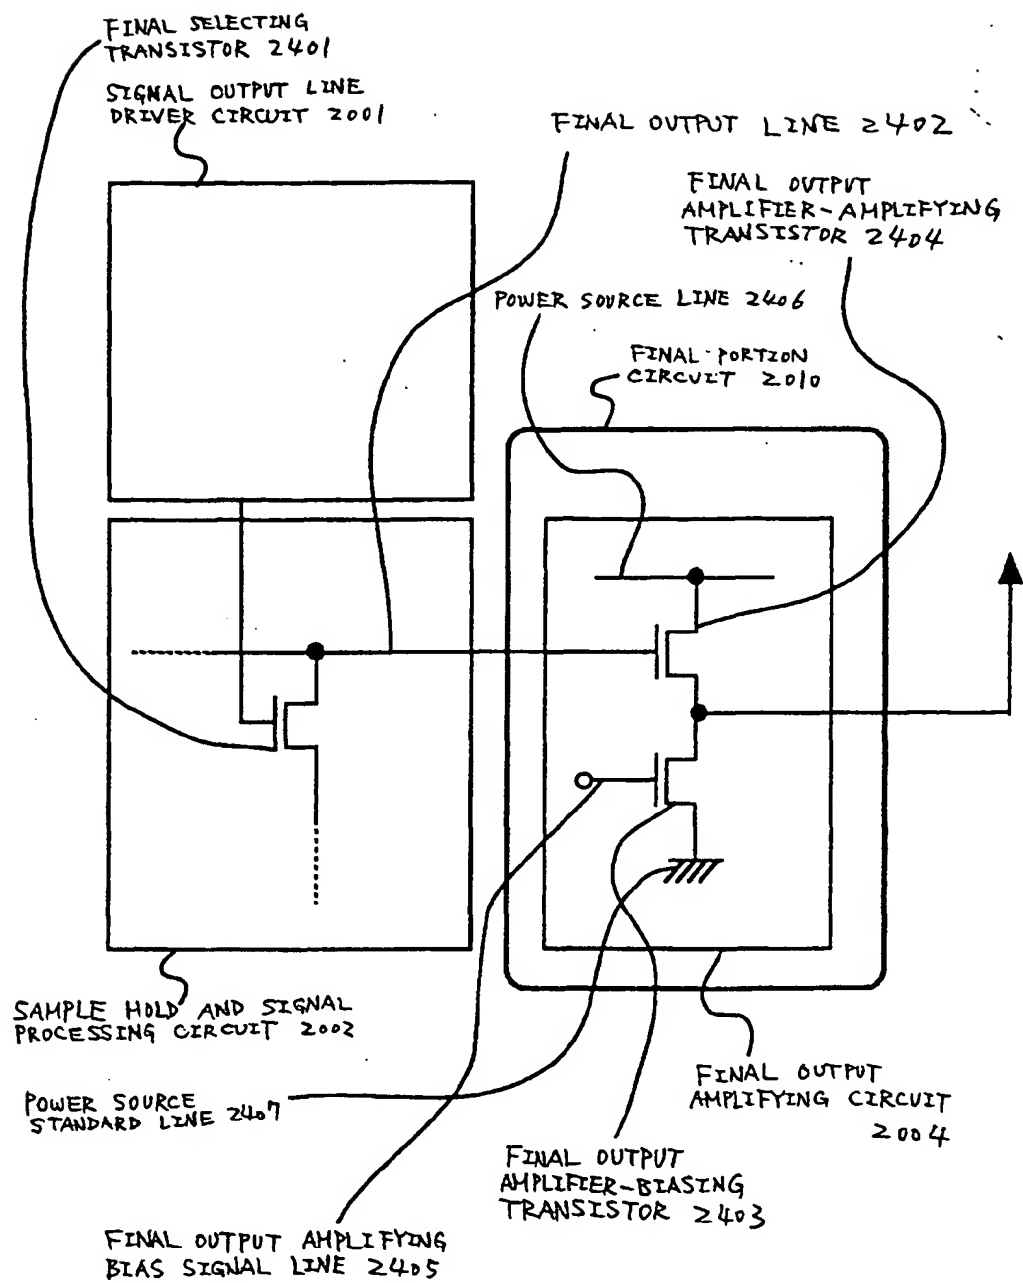 FINAL SELECTING
TRANSISTOR 2401
SIGNAL OUTPUT LINE
DRIVER CIRCUIT 2001
FINAL OUTPUT LINE 2402
FINAL OUTPUT
AMPLIFIER-AMPLIFYING
TRANSISTOR 2404
POWER SOURCE LINE 2406
FINAL PORTION
CIRCUIT 2010
SAMPLE HOLD AND SIGNAL
PROCESSING CIRCUIT 2002
POWER SOURCE
STANDARD LINE 2407
FINAL OUTPUT
AMPLIFYING CIRCUIT
2004
FINAL OUTPUT
AMPLIFIER-BIASING
TRANSISTOR 2403
FINAL OUTPUT AMPLIFYING
BIAS SIGNAL LINE 2405